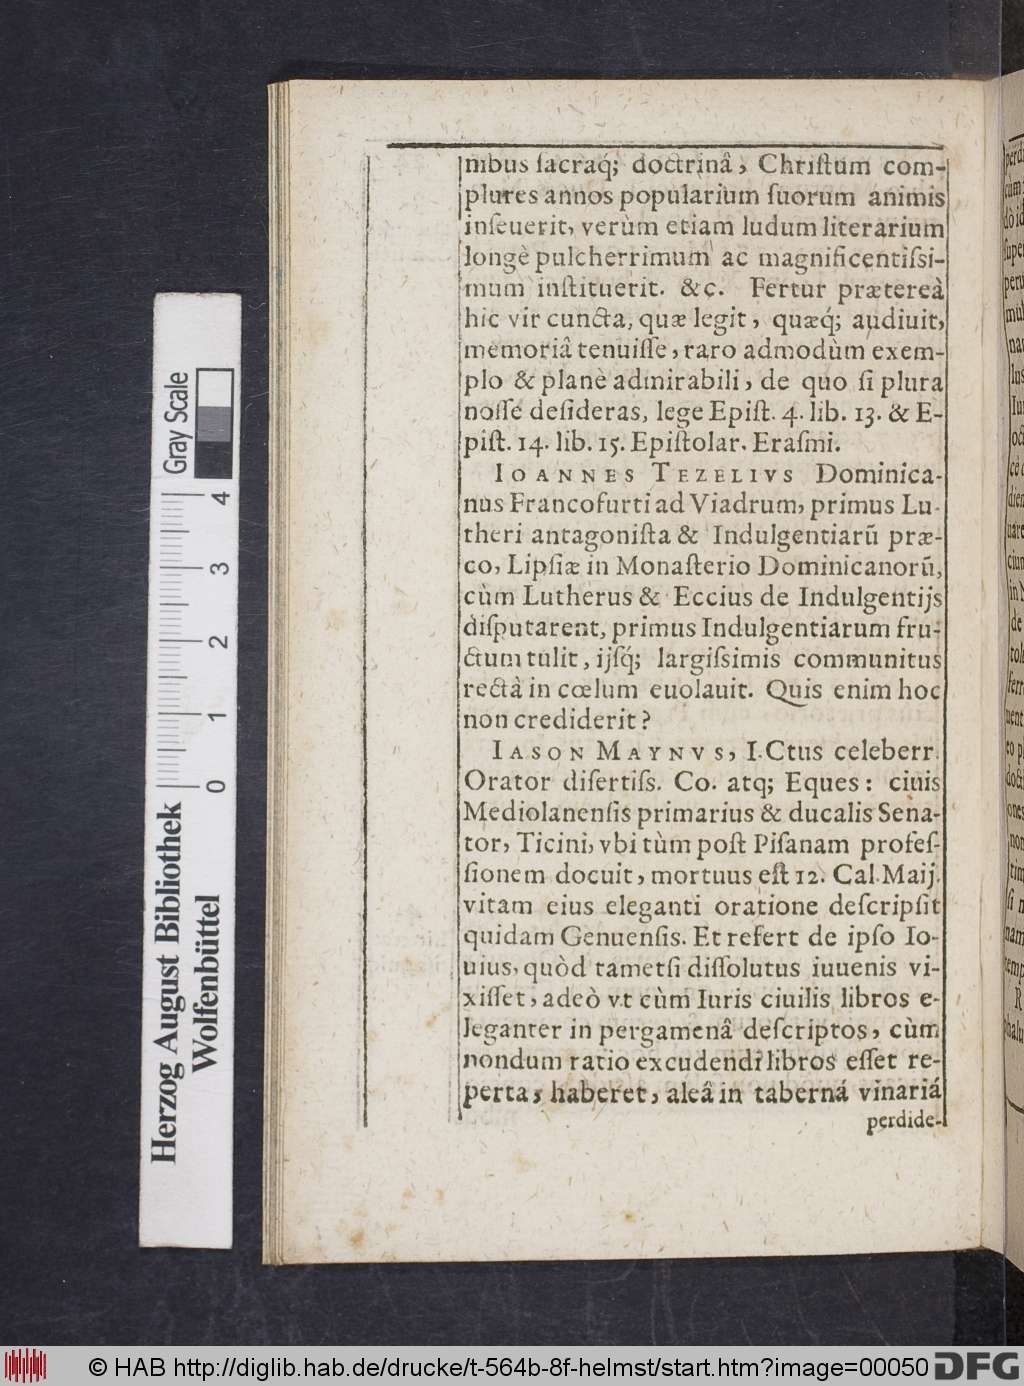 nibus ſacraq́; doctrinâ, Chriſtum com-
plures annos populariùm ſuorum animis
inſeuerit, verùm etiam ludum literarium
longè pulcherrimum ac magnificentiſsi-
mum inſtituerit. &c. Fertur prætereà
hic vir cuncta, quæ legit, quæq́; audiuit,
memoriâ tenuiſſe, raro admodùm exem-
plo & planè admirabili, de quo ſi plura
noſſe deſideras, lege Epiſt. 4. lib. 13. & E-
piſt. 14. lib. 15. Epiſtolar. Eraſmi.
IOANNES TEZELIVS Dominica-
nus Francofurti ad Viadrum, primus Lu-
theri antagoniſta & Indulgentiarũ præ-
co, Lipſiæ in Monaſterio Dominicanorũ,
cùm Lutherus & Eccius de Indulgentijs
diſputarent, primus Indulgentiarum fru-
ctum tulit, ijſq́; largiſsimis communitus
rectà in cœlum euolauit. Quis enim hoc
non crediderit?
IASON MAYNVS, I.Ctus celeberr.
Orator diſertiſs. Co. atq; Eques: ciuis
Mediolanenſis primarius & ducalis Sena-
tor, Ticini, vbi tùm poſt Piſanam profeſ-
ſionem docuit, mortuus eſt 12. Cal. Maij.
vitam eius eleganti oratione deſcripſit
quidam Genuenſis. Et refert de ipſo Io-
uius, quòd tametſi diſſolutus iuuenis vi-
xiſſet, adeò vt cùm Iuris ciuilis libros e-
leganter in pergamenâ deſcriptos, cùm
nondum ratio excudendi libros eſſet re-
perta, haberet, aleâ in taberná vinariá
perdide-
Gray Scale
0 1 2 3 4
Herzog August Bibliothek
Wolfenbüttel
© HAB http://diglib.hab.de/drucke/t-564b-8f-helmst/start.htm?image=00050 DFG